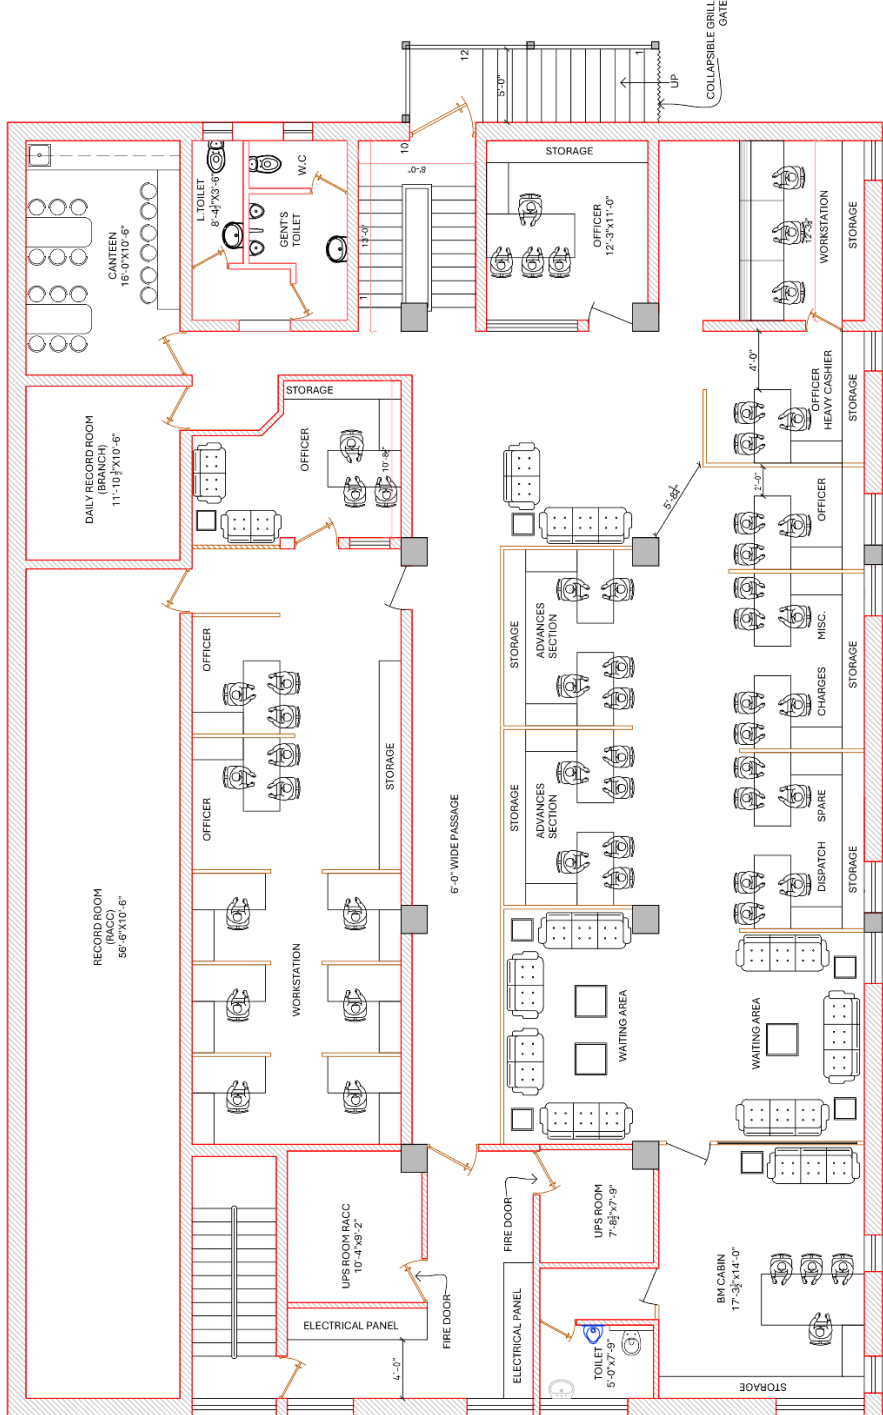 COLLAPSIBLE GRILL
GATE
UP
12
1
5'-0"
10
8'-0"
13'-0"
1
CANTEEN
16'-0"X10'-6"
L.TOILET
8'-4½"X3'-6"
W.C
GENT'S
TOILET
STORAGE
OFFICER
12'-3"x11'-0"
WORKSTATION
STORAGE
DAILY RECORD ROOM
(BRANCH)
11'-10½"X10'-6"
STORAGE
OFFICER
4'-0"
OFFICER
HEAVY CASHIER
STORAGE
2'-0"
OFFICER
RECORD ROOM
(RACC)
56'-6"X10'-6"
OFFICER
OFFICER
STORAGE
WORKSTATION
6'-0" WIDE PASSAGE
STORAGE
ADVANCES
SECTION
STORAGE
ADVANCES
SECTION
MISC.
CHARGES
STORAGE
SPARE
DISPATCH
STORAGE
WAITING AREA
WAITING AREA
UPS ROOM RACC
10'-4"x9'-2"
FIRE DOOR
ELECTRICAL PANEL
4'-0"
FIRE DOOR
UPS ROOM
7'-8½"x7'-9"
ELECTRICAL PANEL
TOILET
5'-0"x7'-9"
BM CABIN
17'-3½"x14'-0"
STORAGE